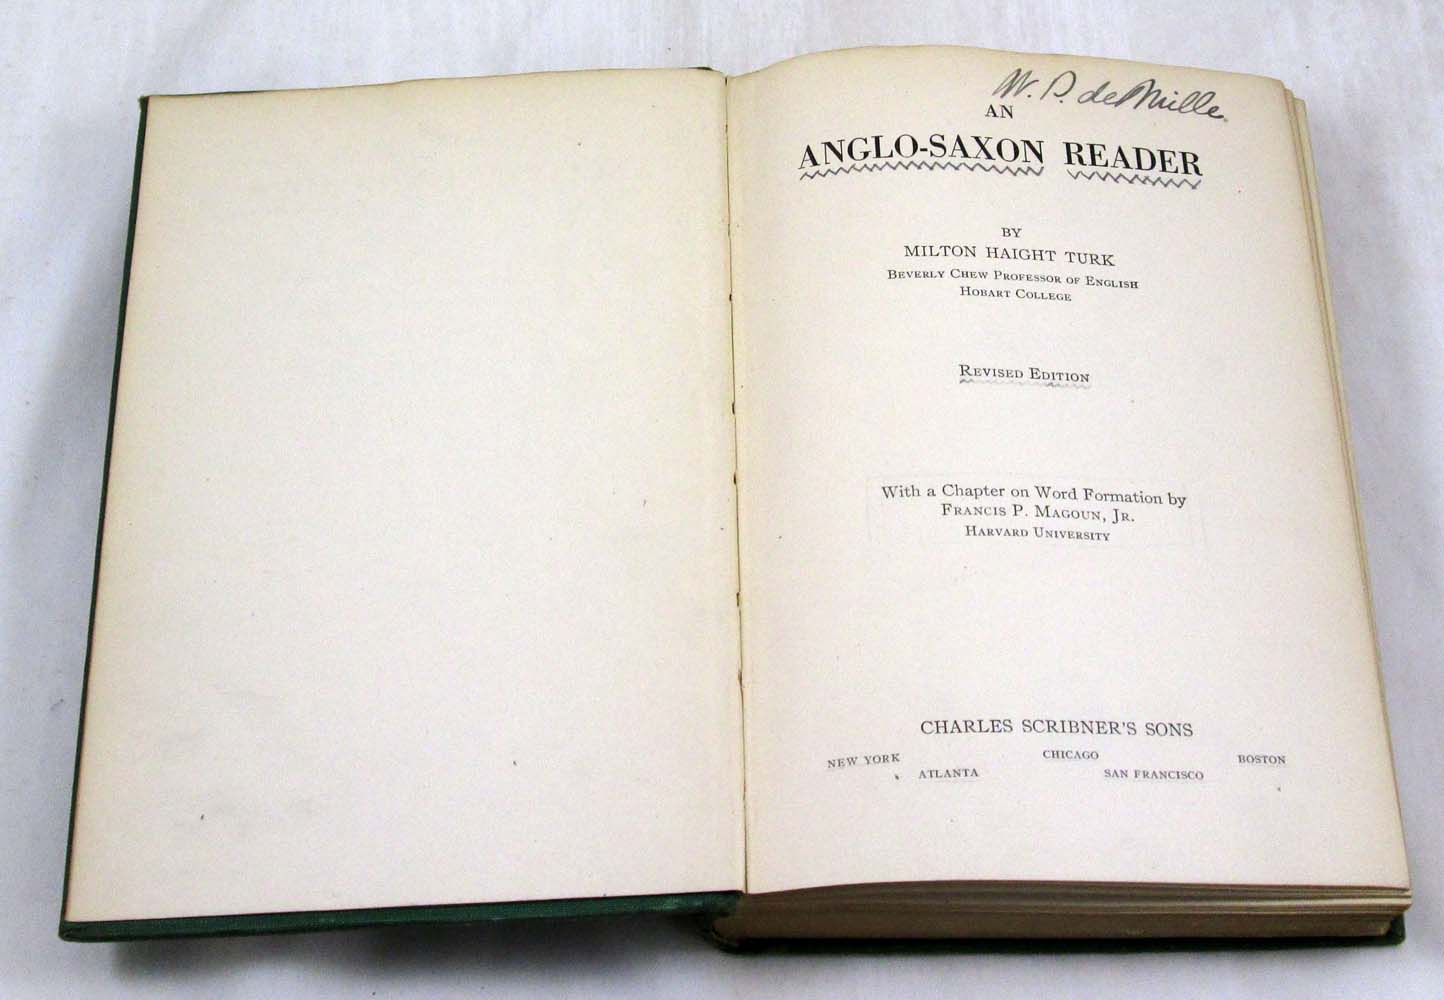 W. P. deMille
AN
ANGLO-SAXON READER
BY
MILTON HAIGHT TURK
BEVERLY CHEW PROFESSOR OF ENGLISH
HOBART COLLEGE
REVISED EDITION
With a Chapter on Word Formation by
FRANCIS P. MAGOUN, JR.
HARVARD UNIVERSITY
CHARLES SCRIBNER'S SONS
NEW YORK CHICAGO BOSTON
ATLANTA SAN FRANCISCO